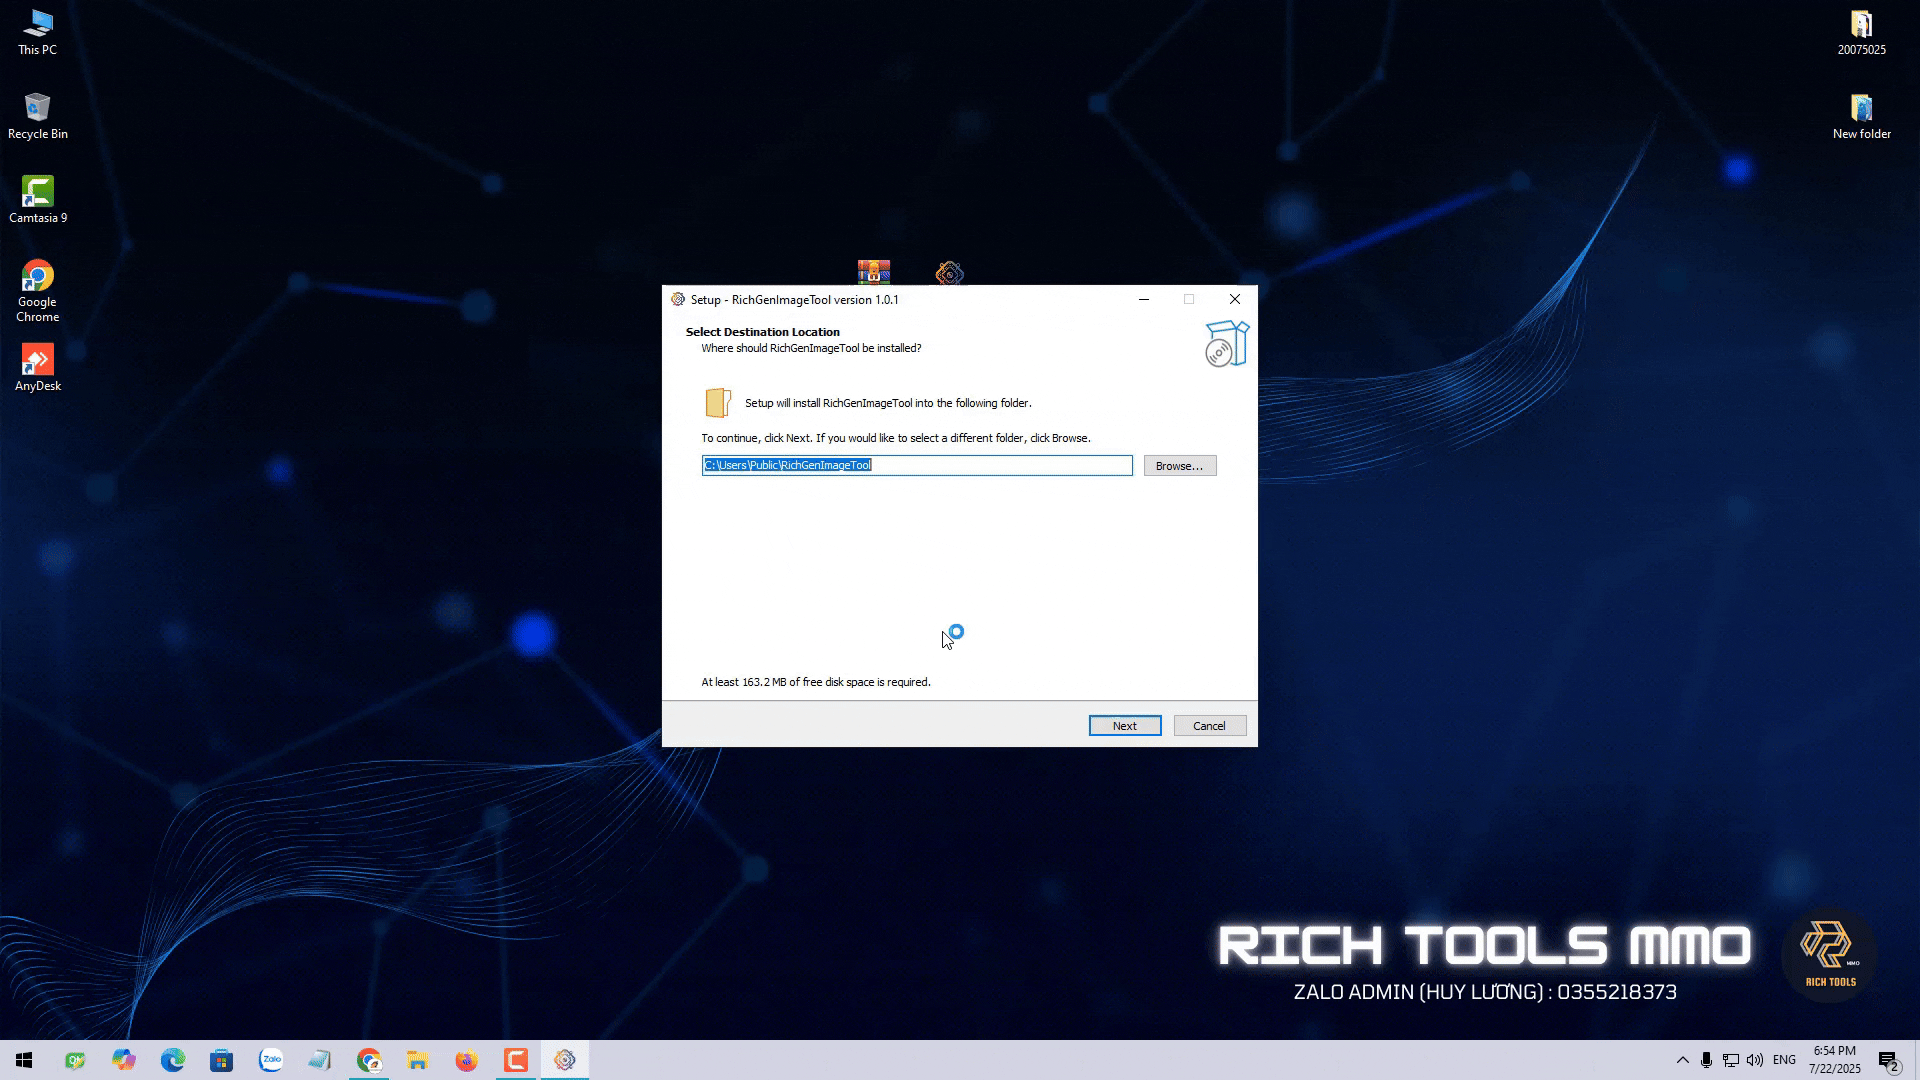 This PC
Recycle Bin
Camtasia 9
Google
Chrome
AnyDesk
20075025
New folder
Setup - RichGenImageTool version 1.0.1
Select Destination Location
Where should RichGenImageTool be installed?
Setup will install RichGenImageTool into the following folder.
To continue, click Next. If you would like to select a different folder, click Browse.
C:\Users\Public\RichGenImageTool
Browse...
At least 163.2 MB of free disk space is required.
Next
Cancel
RICH TOOLS MMO
ZALO ADMIN (HUY LƯƠNG) : 0355218373
MMO
RICH TOOLS
Zalo
ENG
6:54 PM
7/22/2025
2